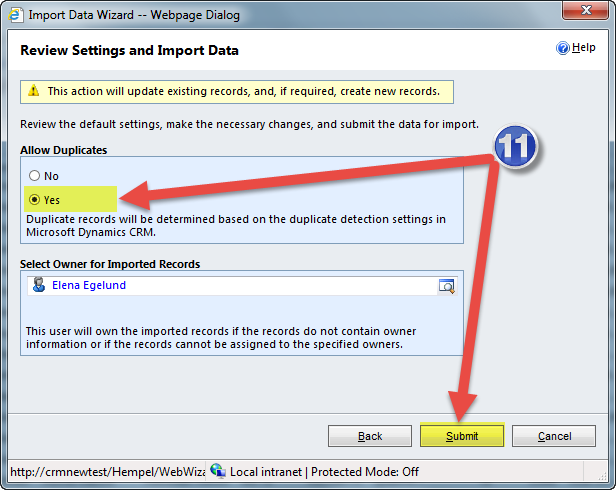 Import Data Wizard -- Webpage Dialog
Review Settings and Import Data
Help
This action will update existing records, and, if required, create new records.
Review the default settings, make the necessary changes, and submit the data for import.
Allow Duplicates
11
No
Yes
Duplicate records will be determined based on the duplicate detection settings in
Microsoft Dynamics CRM.
Select Owner for Imported Records
Elena Egelund
This user will own the imported records if the records do not contain owner
information or if the records cannot be assigned to the specified owners.
Back
Submit
Cancel
http://crmnewtest/Hempel/WebWiza
Local intranet | Protected Mode: Off